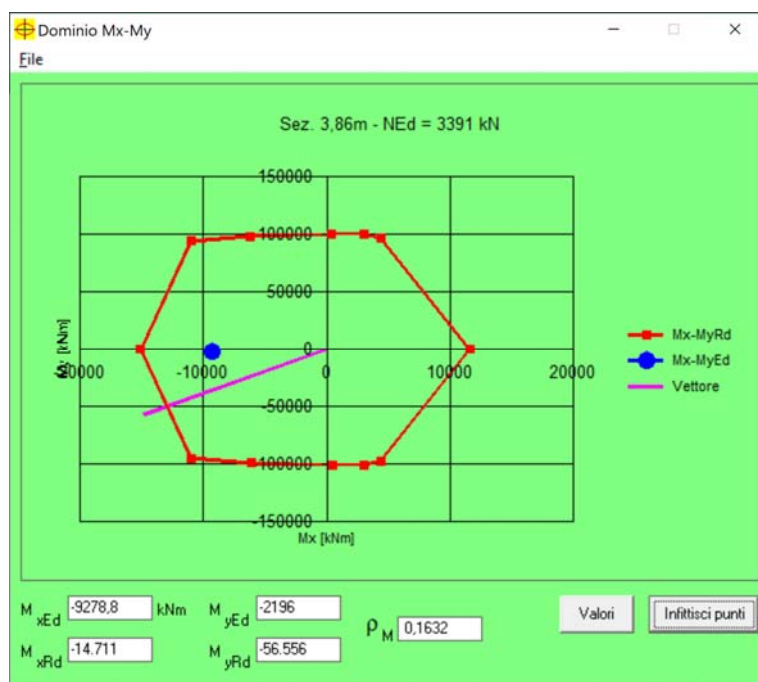 Dominio Mx-My
File
Sez. 3,86m - NEd = 3391 kN
150000
100000
50000
0
-20000 -10000 0 10000 20000
-50000
-100000
-150000
My [kNm]
Mx [kNm]
Mx-MyRd
Mx-MyEd
Vettore
M xEd -9278,8 kNm M yEd -2196
M xRd -14.711 M yRd -56.556
ρ M 0,1632
Valori Infittisci punti